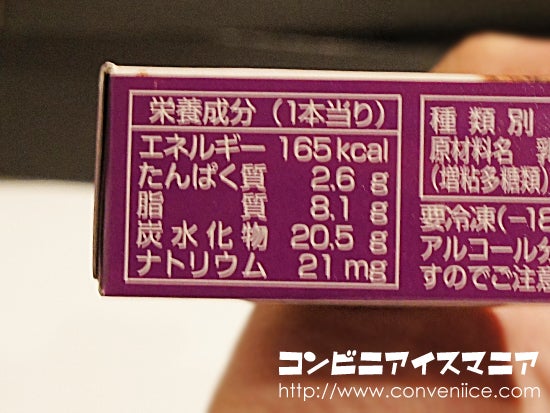 栄養成分（1本当り）
エネルギー 165kcal
たんぱく質 2.6 g
脂質 8.1 g
炭水化物 20.5 g
ナトリウム 21 mg
種類別
原材料名 乳
（増粘多糖類）
要冷凍（－18
アルコール分
すのでご注意
コンビニアイスマニア
http://www.conveniice.com/